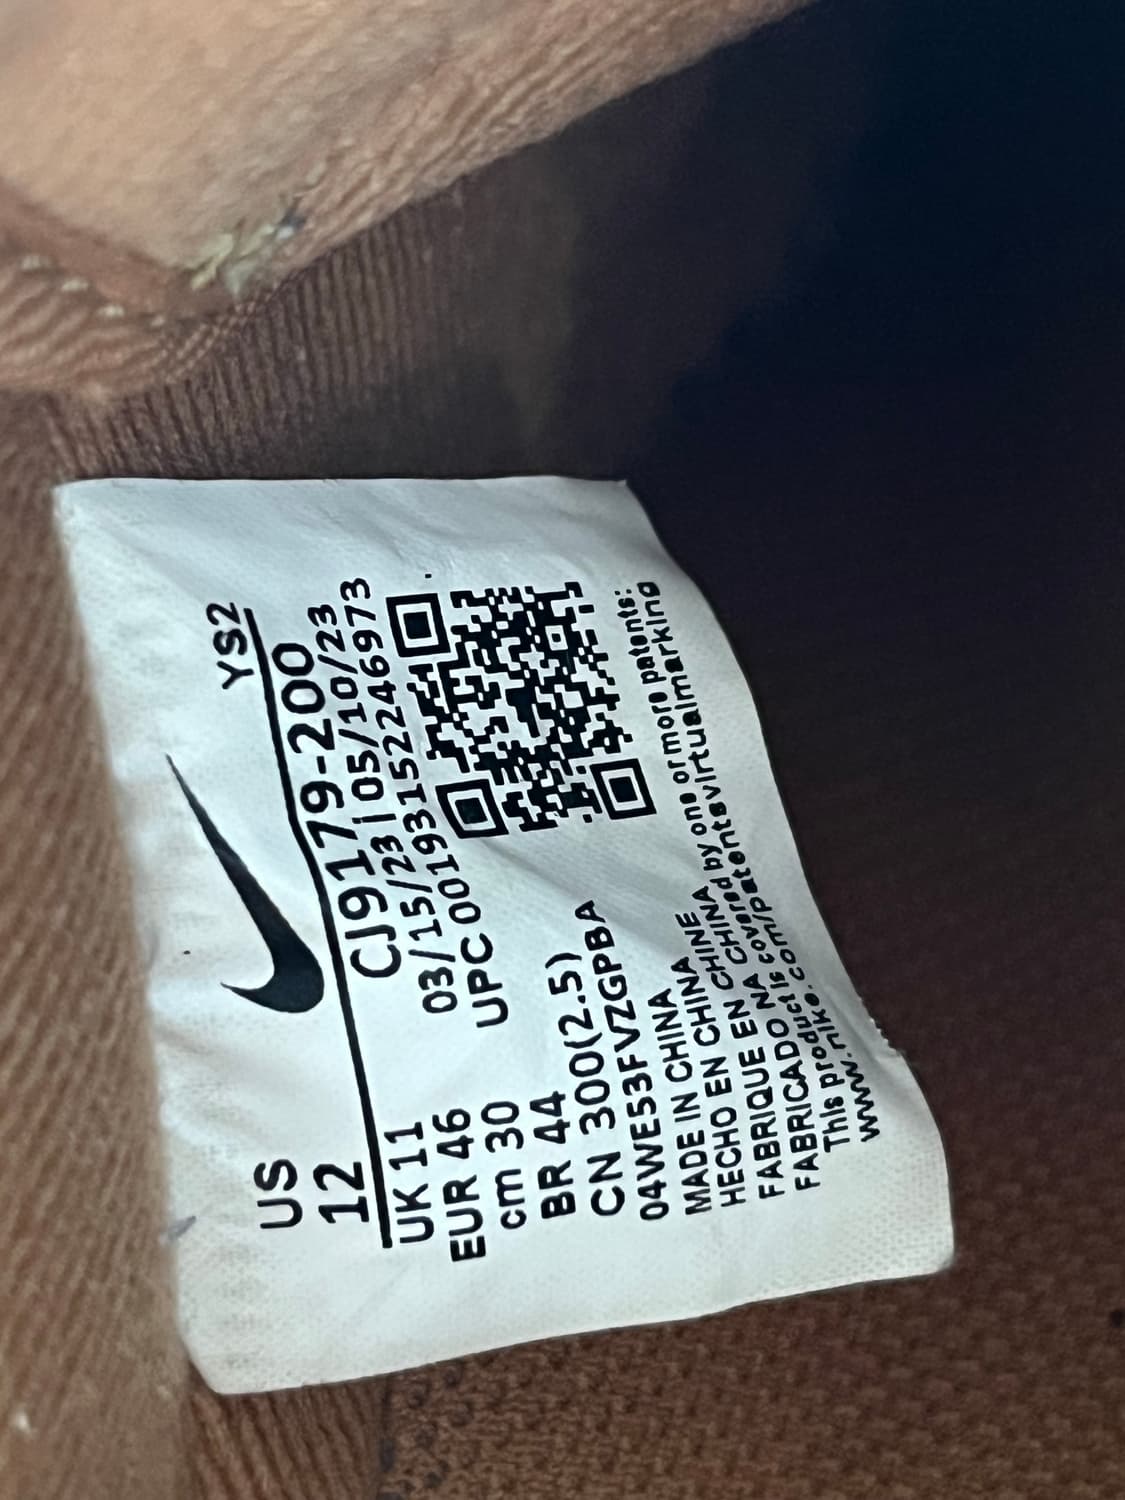 US
12
YS2
CJ9179-200
03/15/23 | 05/10/23
UPC 00193152246973
UK 11
EUR 46
cm 30
BR 44
CN 300(2.5)
04WE53FVZGPBA
MADE IN CHINA
HECHO EN CHINE
FABRIQUE EN CHINA
FABRICADO NA CHINA
This product is covered by one or more patents:
www.nike.com/patentsvirtualmarking